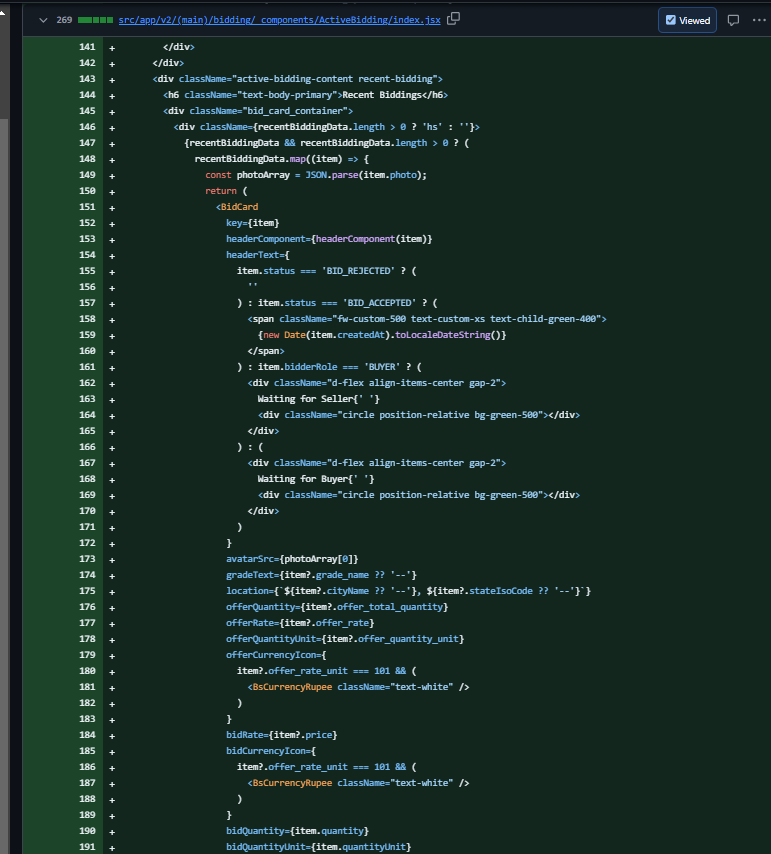 269 src/app/v2/(main)/bidding/_components/ActiveBidding/index.jsx Viewed
141 + </div>
142 + </div>
143 + <div className="active-bidding-content recent-bidding">
144 + <h6 className="text-body-primary">Recent Biddings</h6>
145 + <div className="bid_card_container">
146 + <div className={recentBiddingData.length > 0 ? 'hs' : ''}>
147 + {recentBiddingData && recentBiddingData.length > 0 ? (
148 + recentBiddingData.map((item) => {
149 + const photoArray = JSON.parse(item.photo);
150 + return (
151 + <BidCard
152 + key={item}
153 + headerComponent={headerComponent(item)}
154 + headerText={
155 + item.status === 'BID_REJECTED' ? (
156 + ''
157 + ) : item.status === 'BID_ACCEPTED' ? (
158 + <span className="fw-custom-500 text-custom-xs text-child-green-400">
159 + {new Date(item.createdAt).toLocaleDateString()}
160 + </span>
161 + ) : item.bidderRole === 'BUYER' ? (
162 + <div className="d-flex align-items-center gap-2">
163 + Waiting for Seller{' '}
164 + <div className="circle position-relative bg-green-500"></div>
165 + </div>
166 + ) : (
167 + <div className="d-flex align-items-center gap-2">
168 + Waiting for Buyer{' '}
169 + <div className="circle position-relative bg-green-500"></div>
170 + </div>
171 + )
172 + }
173 + avatarSrc={photoArray[0]}
174 + gradeText={item?.grade_name ?? '--'}
175 + location={`${item?.cityName ?? '--'}, ${item?.stateIsoCode ?? '--'}`}
176 + offerQuantity={item?.offer_total_quantity}
177 + offerRate={item?.offer_rate}
178 + offerQuantityUnit={item?.offer_quantity_unit}
179 + offerCurrencyIcon={
180 + item?.offer_rate_unit === 101 && (
181 + <BsCurrencyRupee className="text-white" />
182 + )
183 + }
184 + bidRate={item?.price}
185 + bidCurrencyIcon={
186 + item?.offer_rate_unit === 101 && (
187 + <BsCurrencyRupee className="text-white" />
188 + )
189 + }
190 + bidQuantity={item.quantity}
191 + bidQuantityUnit={item.quantityUnit}